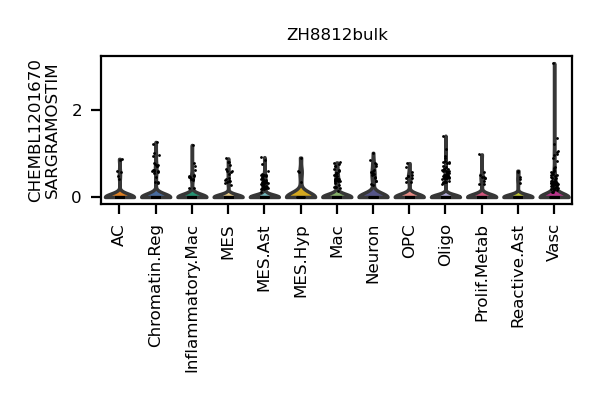 ZH8812bulk
CHEMBL1201670
SARGRAMOSTIM
2
0
AC
Chromatin.Reg
Inflammatory.Mac
MES
MES.Ast
MES.Hyp
Mac
Neuron
OPC
Oligo
Prolif.Metab
Reactive.Ast
Vasc